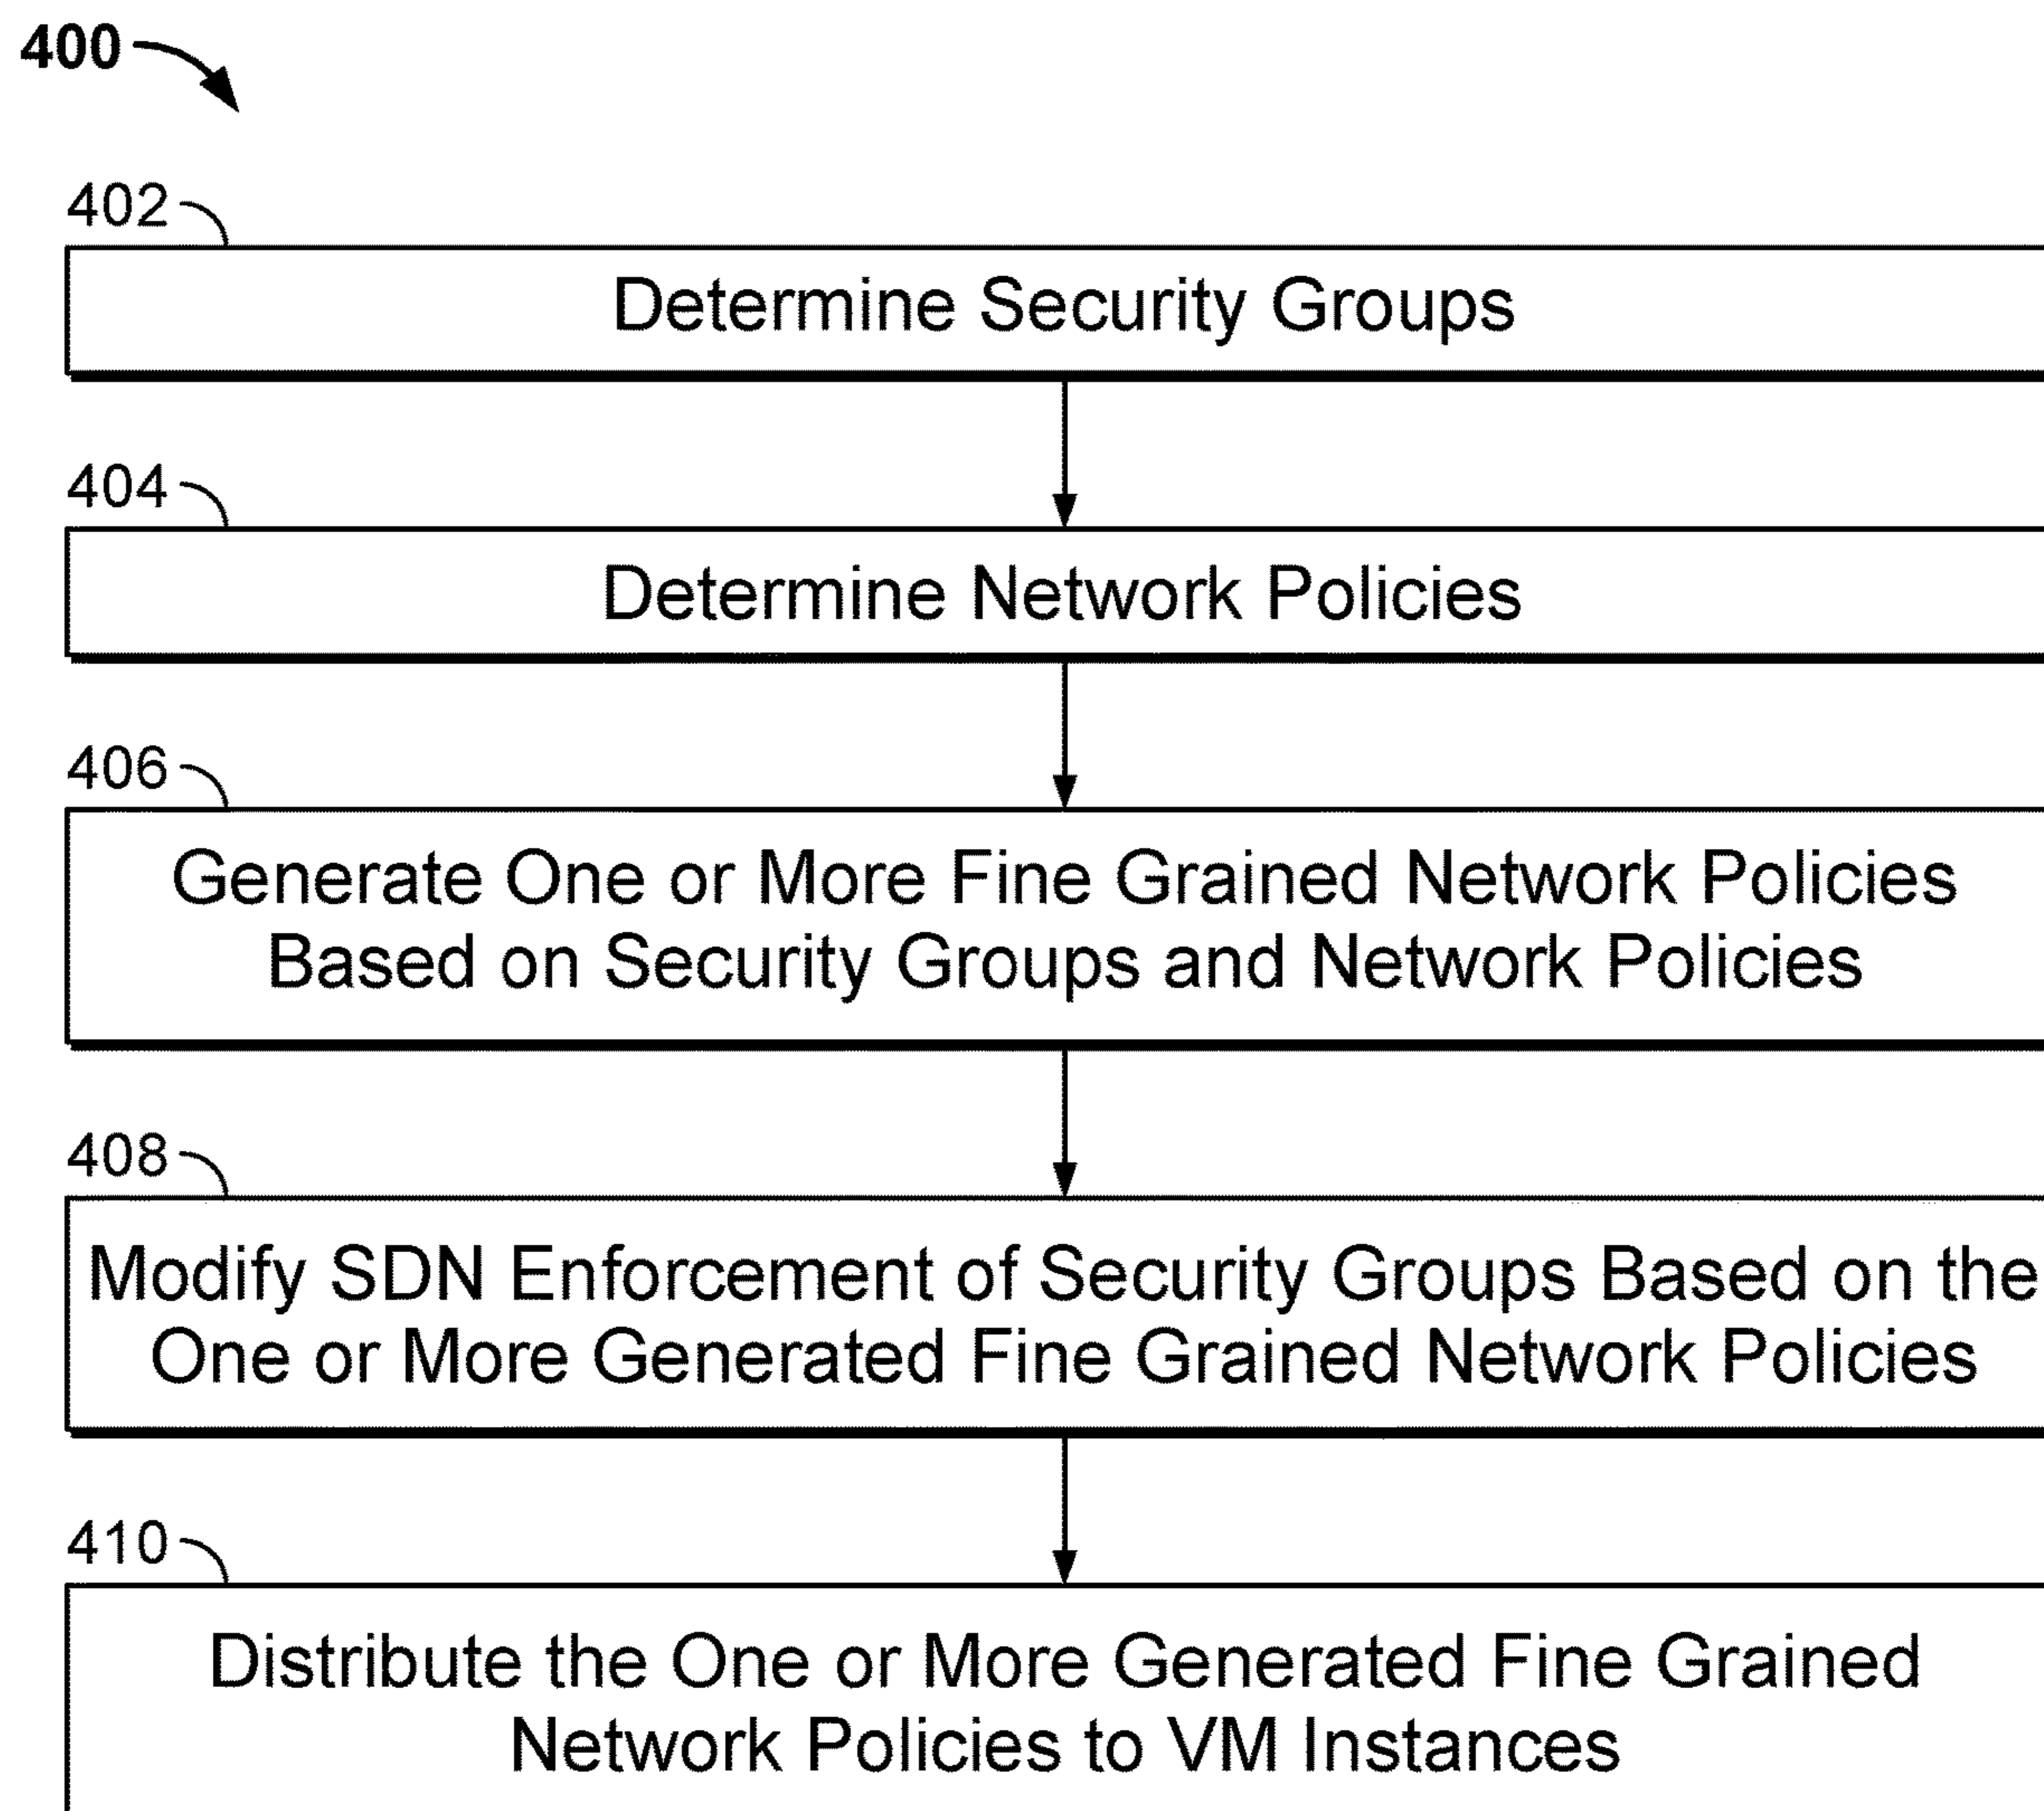 400
402
Determine Security Groups
404
Determine Network Policies
406
Generate One or More Fine Grained Network Policies
Based on Security Groups and Network Policies
408
Modify SDN Enforcement of Security Groups Based on the
One or More Generated Fine Grained Network Policies
410
Distribute the One or More Generated Fine Grained
Network Policies to VM Instances